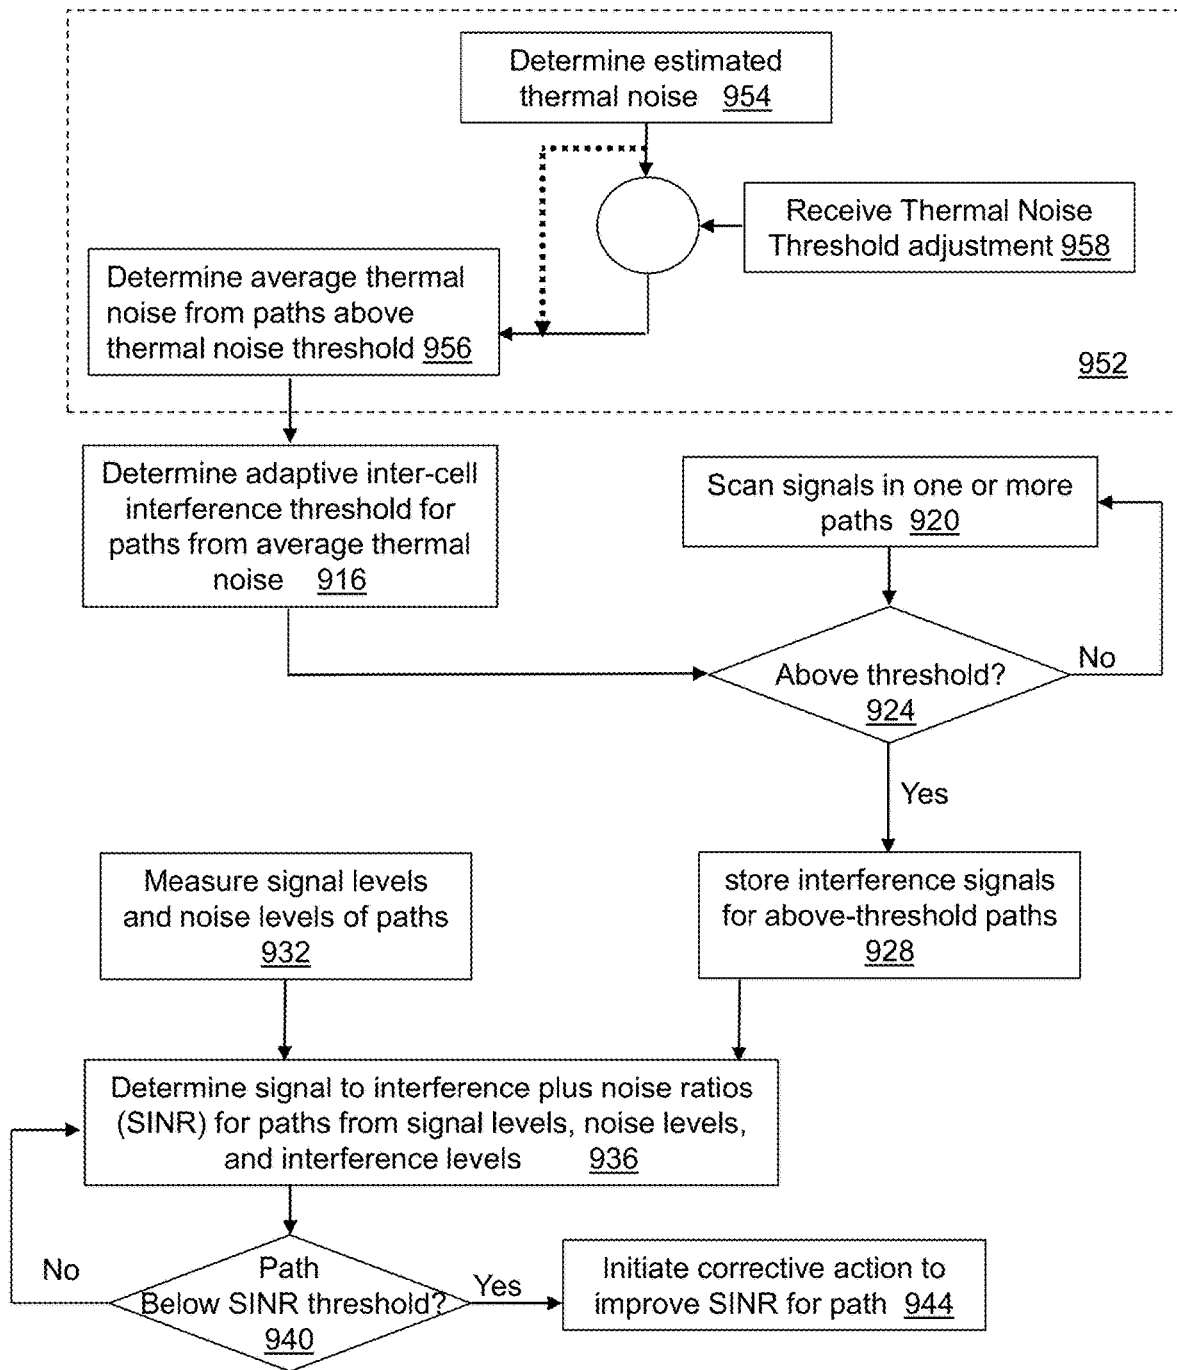 Determine estimated
thermal noise 954
Receive Thermal Noise
Threshold adjustment 958
Determine average thermal
noise from paths above
thermal noise threshold 956
952
Determine adaptive inter-cell
interference threshold for
paths from average thermal
noise 916
Scan signals in one or more
paths 920
Above threshold?
924
No
Yes
Measure signal levels
and noise levels of paths
932
store interference signals
for above-threshold paths
928
Determine signal to interference plus noise ratios
(SINR) for paths from signal levels, noise levels,
and interference levels 936
No
Path
Below SINR threshold?
940
Yes
Initiate corrective action to
improve SINR for path 944